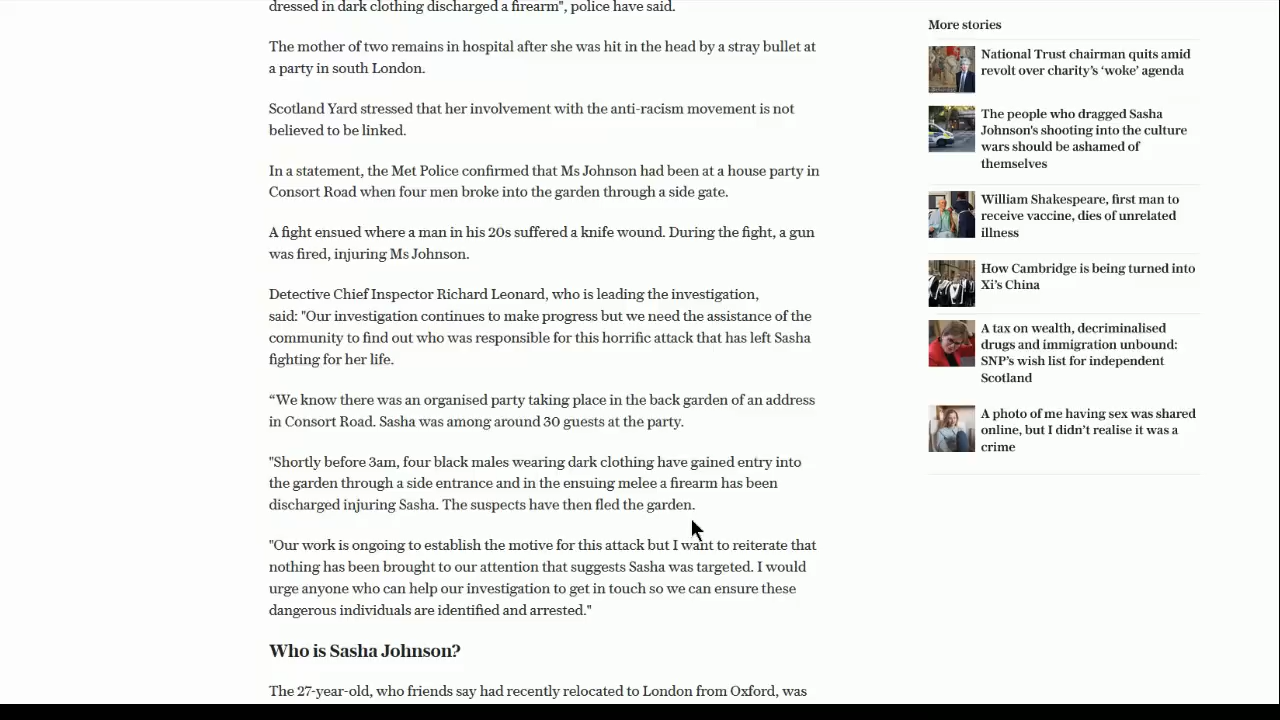 dressed in dark clothing discharged a firearm", police have said.
The mother of two remains in hospital after she was hit in the head by a stray bullet at
a party in south London.
Scotland Yard stressed that her involvement with the anti-racism movement is not
believed to be linked.
In a statement, the Met Police confirmed that Ms Johnson had been at a house party in
Consort Road when four men broke into the garden through a side gate.
A fight ensued where a man in his 20s suffered a knife wound. During the fight, a gun
was fired, injuring Ms Johnson.
Detective Chief Inspector Richard Leonard, who is leading the investigation,
said: "Our investigation continues to make progress but we need the assistance of the
community to find out who was responsible for this horrific attack that has left Sasha
fighting for her life.
“We know there was an organised party taking place in the back garden of an address
in Consort Road. Sasha was among around 30 guests at the party.
"Shortly before 3am, four black males wearing dark clothing have gained entry into
the garden through a side entrance and in the ensuing melee a firearm has been
discharged injuring Sasha. The suspects have then fled the garden.
"Our work is ongoing to establish the motive for this attack but I want to reiterate that
nothing has been brought to our attention that suggests Sasha was targeted. I would
urge anyone who can help our investigation to get in touch so we can ensure these
dangerous individuals are identified and arrested."
Who is Sasha Johnson?
The 27-year-old, who friends say had recently relocated to London from Oxford, was
More stories
National Trust chairman quits amid
revolt over charity’s ‘woke’ agenda
The people who dragged Sasha
Johnson's shooting into the culture
wars should be ashamed of
themselves
William Shakespeare, first man to
receive vaccine, dies of unrelated
illness
How Cambridge is being turned into
Xi’s China
A tax on wealth, decriminalised
drugs and immigration unbound:
SNP’s wish list for independent
Scotland
A photo of me having sex was shared
online, but I didn’t realise it was a
crime